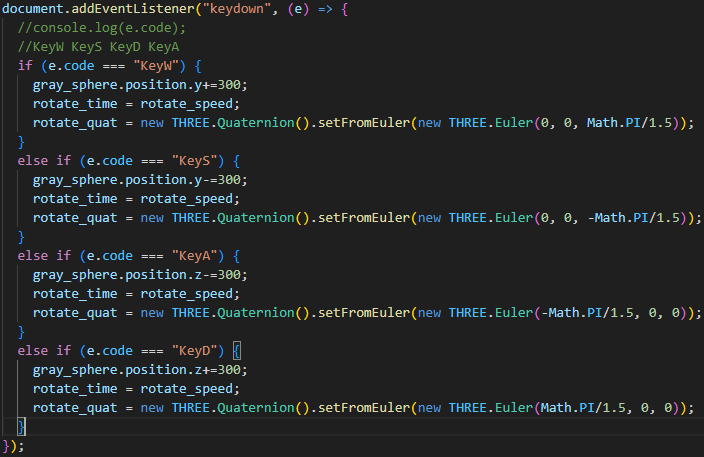 document.addEventListener("keydown", (e) => {
  //console.log(e.code);
  //KeyW KeyS KeyD KeyA
  if (e.code === "KeyW") {
    gray_sphere.position.y+=300;
    rotate_time = rotate_speed;
    rotate_quat = new THREE.Quaternion().setFromEuler(new THREE.Euler(0, 0, Math.PI/1.5));
  }
  else if (e.code === "KeyS") {
    gray_sphere.position.y-=300;
    rotate_time = rotate_speed;
    rotate_quat = new THREE.Quaternion().setFromEuler(new THREE.Euler(0, 0, -Math.PI/1.5));
  }
  else if (e.code === "KeyA") {
    gray_sphere.position.z-=300;
    rotate_time = rotate_speed;
    rotate_quat = new THREE.Quaternion().setFromEuler(new THREE.Euler(-Math.PI/1.5, 0, 0));
  }
  else if (e.code === "KeyD") {
    gray_sphere.position.z+=300;
    rotate_time = rotate_speed;
    rotate_quat = new THREE.Quaternion().setFromEuler(new THREE.Euler(Math.PI/1.5, 0, 0));
  }
});